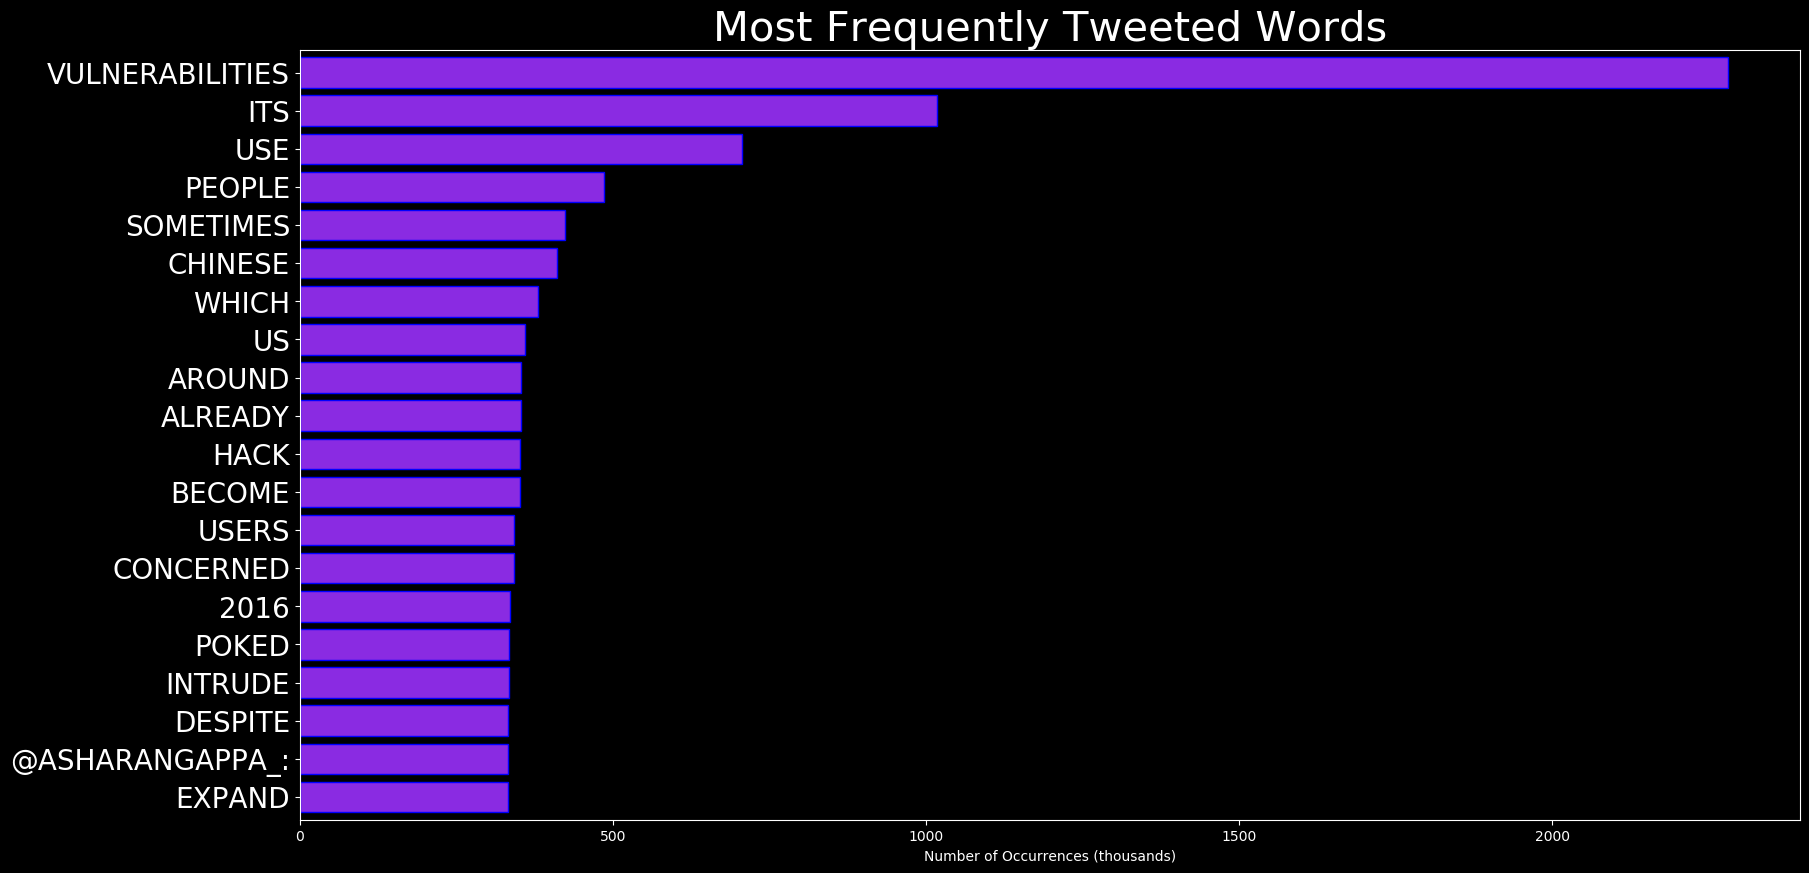 Most Frequently Tweeted Words
VULNERABILITIES
ITS
USE
PEOPLE
SOMETIMES
CHINESE
WHICH
US
AROUND
ALREADY
HACK
BECOME
USERS
CONCERNED
2016
POKED
INTRUDE
DESPITE
@ASHARANGAPPA_:
EXPAND
0 500 1000 1500 2000
Number of Occurrences (thousands)